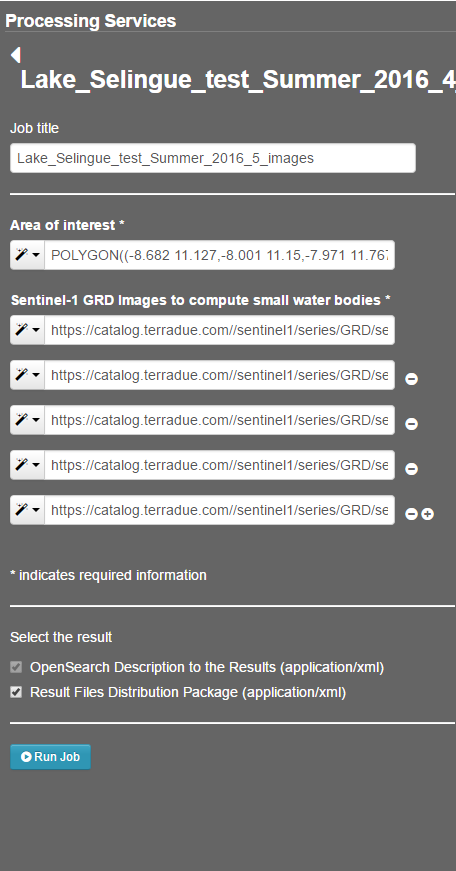 Processing Services
Lake_Selingue_test_Summer_2016_4
Job title
Lake_Selingue_test_Summer_2016_5_images
Area of interest *
POLYGON((-8.682 11.127,-8.001 11.15,-7.971 11.767
Sentinel-1 GRD Images to compute small water bodies *
https://catalog.terradue.com//sentinel1/series/GRD/se
https://catalog.terradue.com//sentinel1/series/GRD/se
https://catalog.terradue.com//sentinel1/series/GRD/se
https://catalog.terradue.com//sentinel1/series/GRD/se
https://catalog.terradue.com//sentinel1/series/GRD/se
* indicates required information
Select the result
OpenSearch Description to the Results (application/xml)
Result Files Distribution Package (application/xml)
Run Job